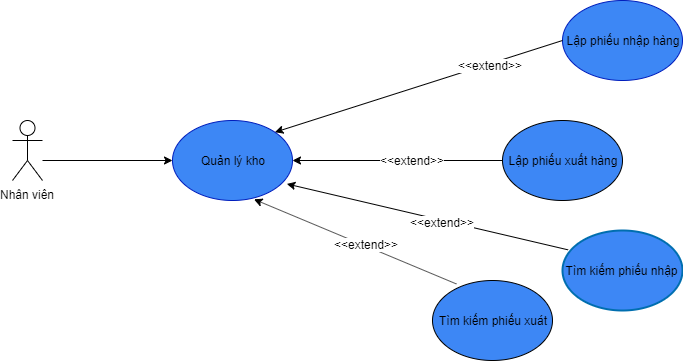 Lập phiếu nhập hàng
<<extend>>
Nhân viên
Quản lý kho
<<extend>>
Lập phiếu xuất hàng
<<extend>>
Tìm kiếm phiếu nhập
<<extend>>
Tìm kiếm phiếu xuát